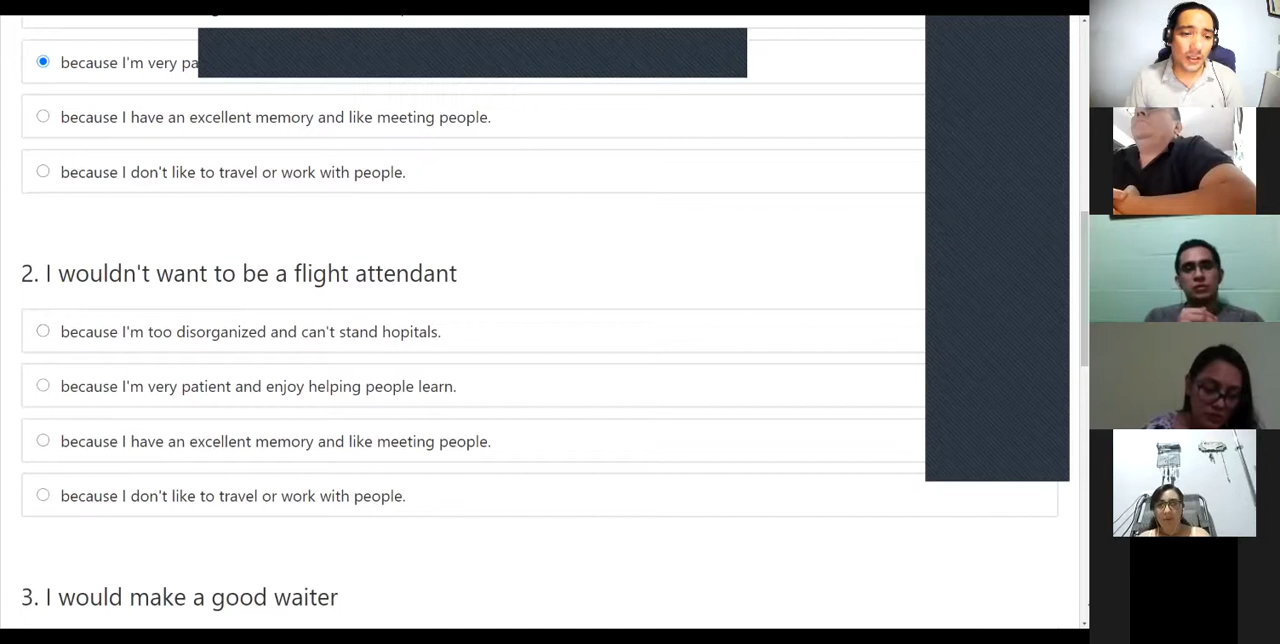 because I'm very
because I have an excellent memory and like meeting people.
because I don't like to travel or work with people.
2. I wouldn't want to be a flight attendant
because I'm too disorganized and can't stand hopitals.
because I'm very patient and enjoy helping people learn.
because I have an excellent memory and like meeting people.
because I don't like to travel or work with people.
3. I would make a good waiter